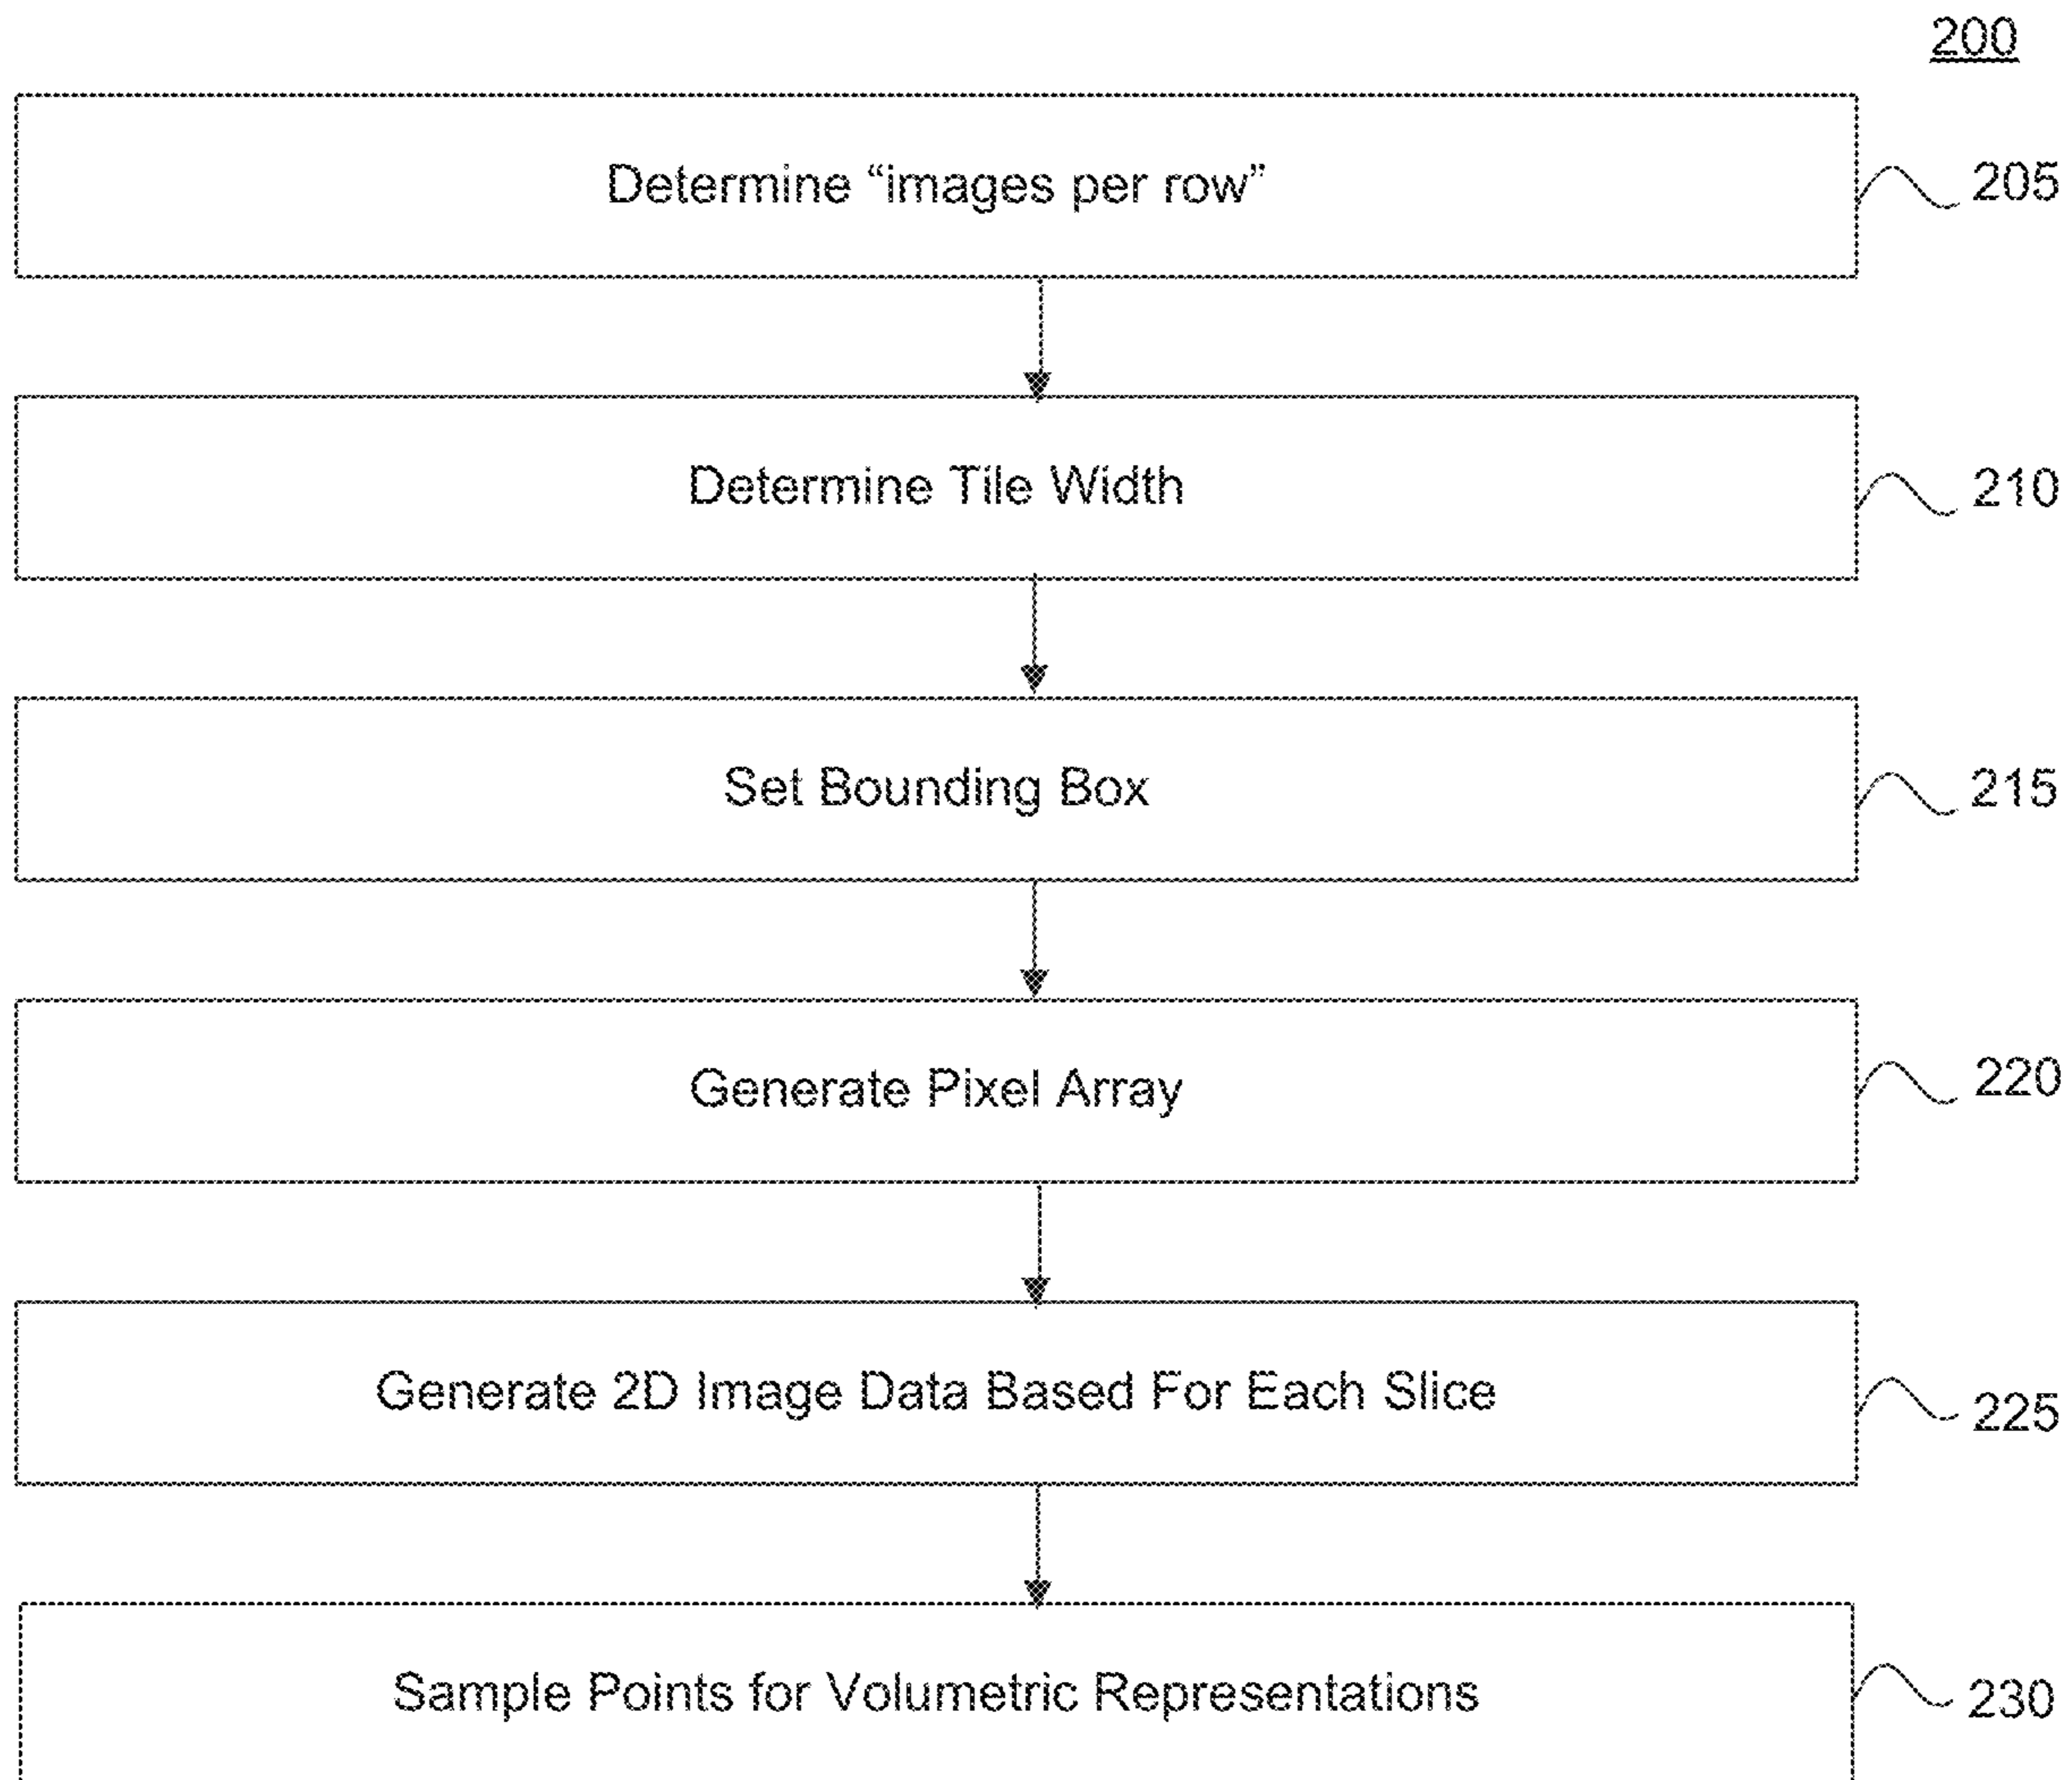 200
Determine “images per row”
205
Determine Tile Width
210
Set Bounding Box
215
Generate Pixel Array
220
Generate 2D Image Data Based For Each Slice
225
Sample Points for Volumetric Representations
230